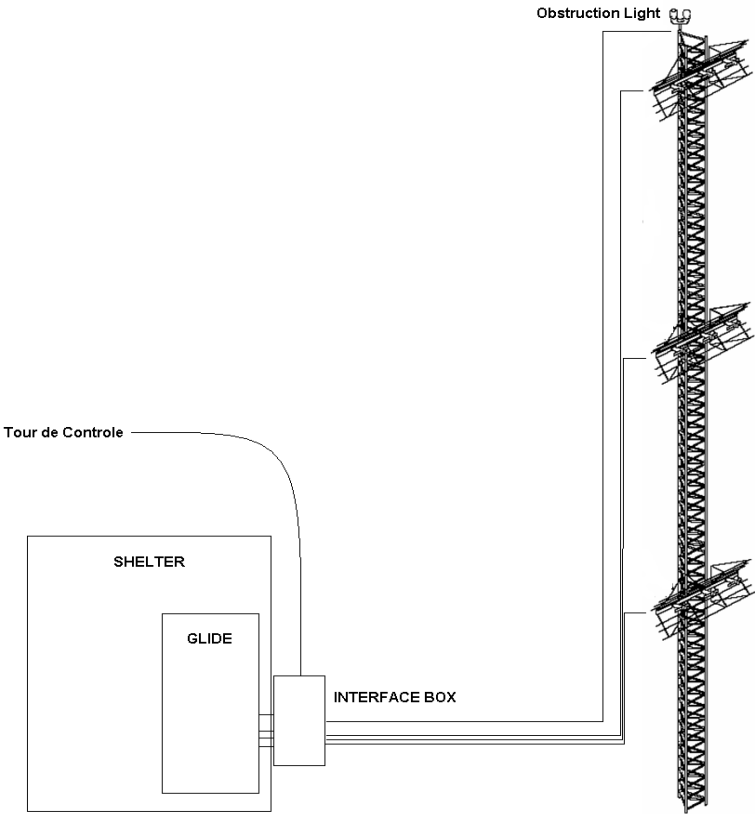 Obstruction Light
Tour de Controle
SHELTER
GLIDE
INTERFACE BOX